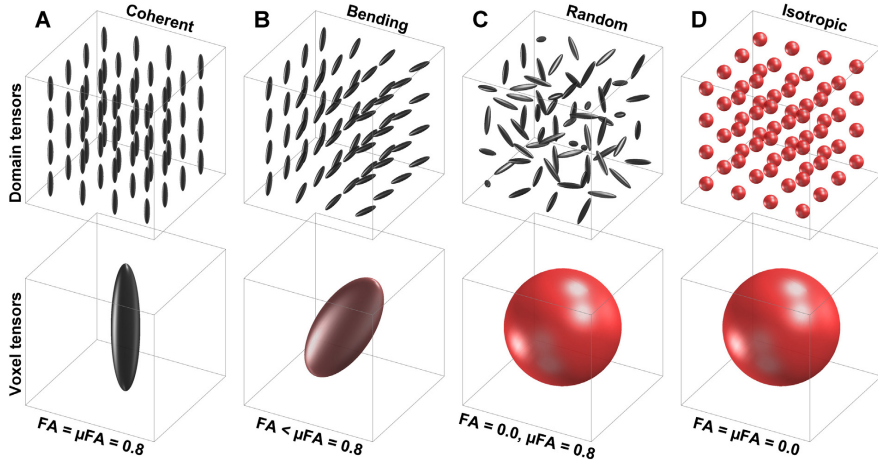 A
Coherent
B
Bending
C
Random
D
Isotropic
Domain tensors
Voxel tensors
FA = μFA = 0.8
FA < μFA = 0.8
FA = 0.0, μFA = 0.8
FA = μFA = 0.0